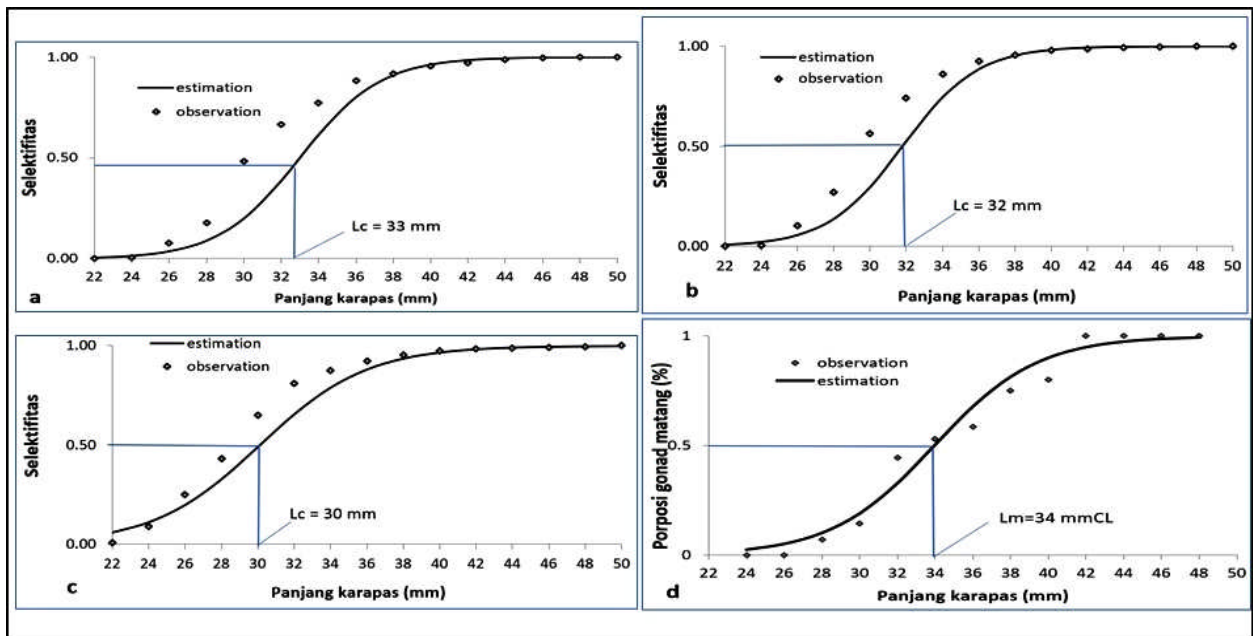 1.00
estimation
observation
Selektifitas
0.50
Lc = 33 mm
0.00
22 24 26 28 30 32 34 36 38 40 42 44 46 48 50
Panjang karapas (mm)
a
1.00
estimation
observation
Selektifitas
0.50
Lc = 32 mm
0.00
22 24 26 28 30 32 34 36 38 40 42 44 46 48 50
Panjang karapas (mm)
b
1.00
estimation
observation
Selektifitas
0.50
Lc = 30 mm
0.00
22 24 26 28 30 32 34 36 38 40 42 44 46 48 50
Panjang karapas (mm)
c
1
observation
estimation
Porposi gonad matang (%)
0.5
Lm=34 mmCL
0
22 24 26 28 30 32 34 36 38 40 42 44 46 48 50
Panjang karapas (mm)
d